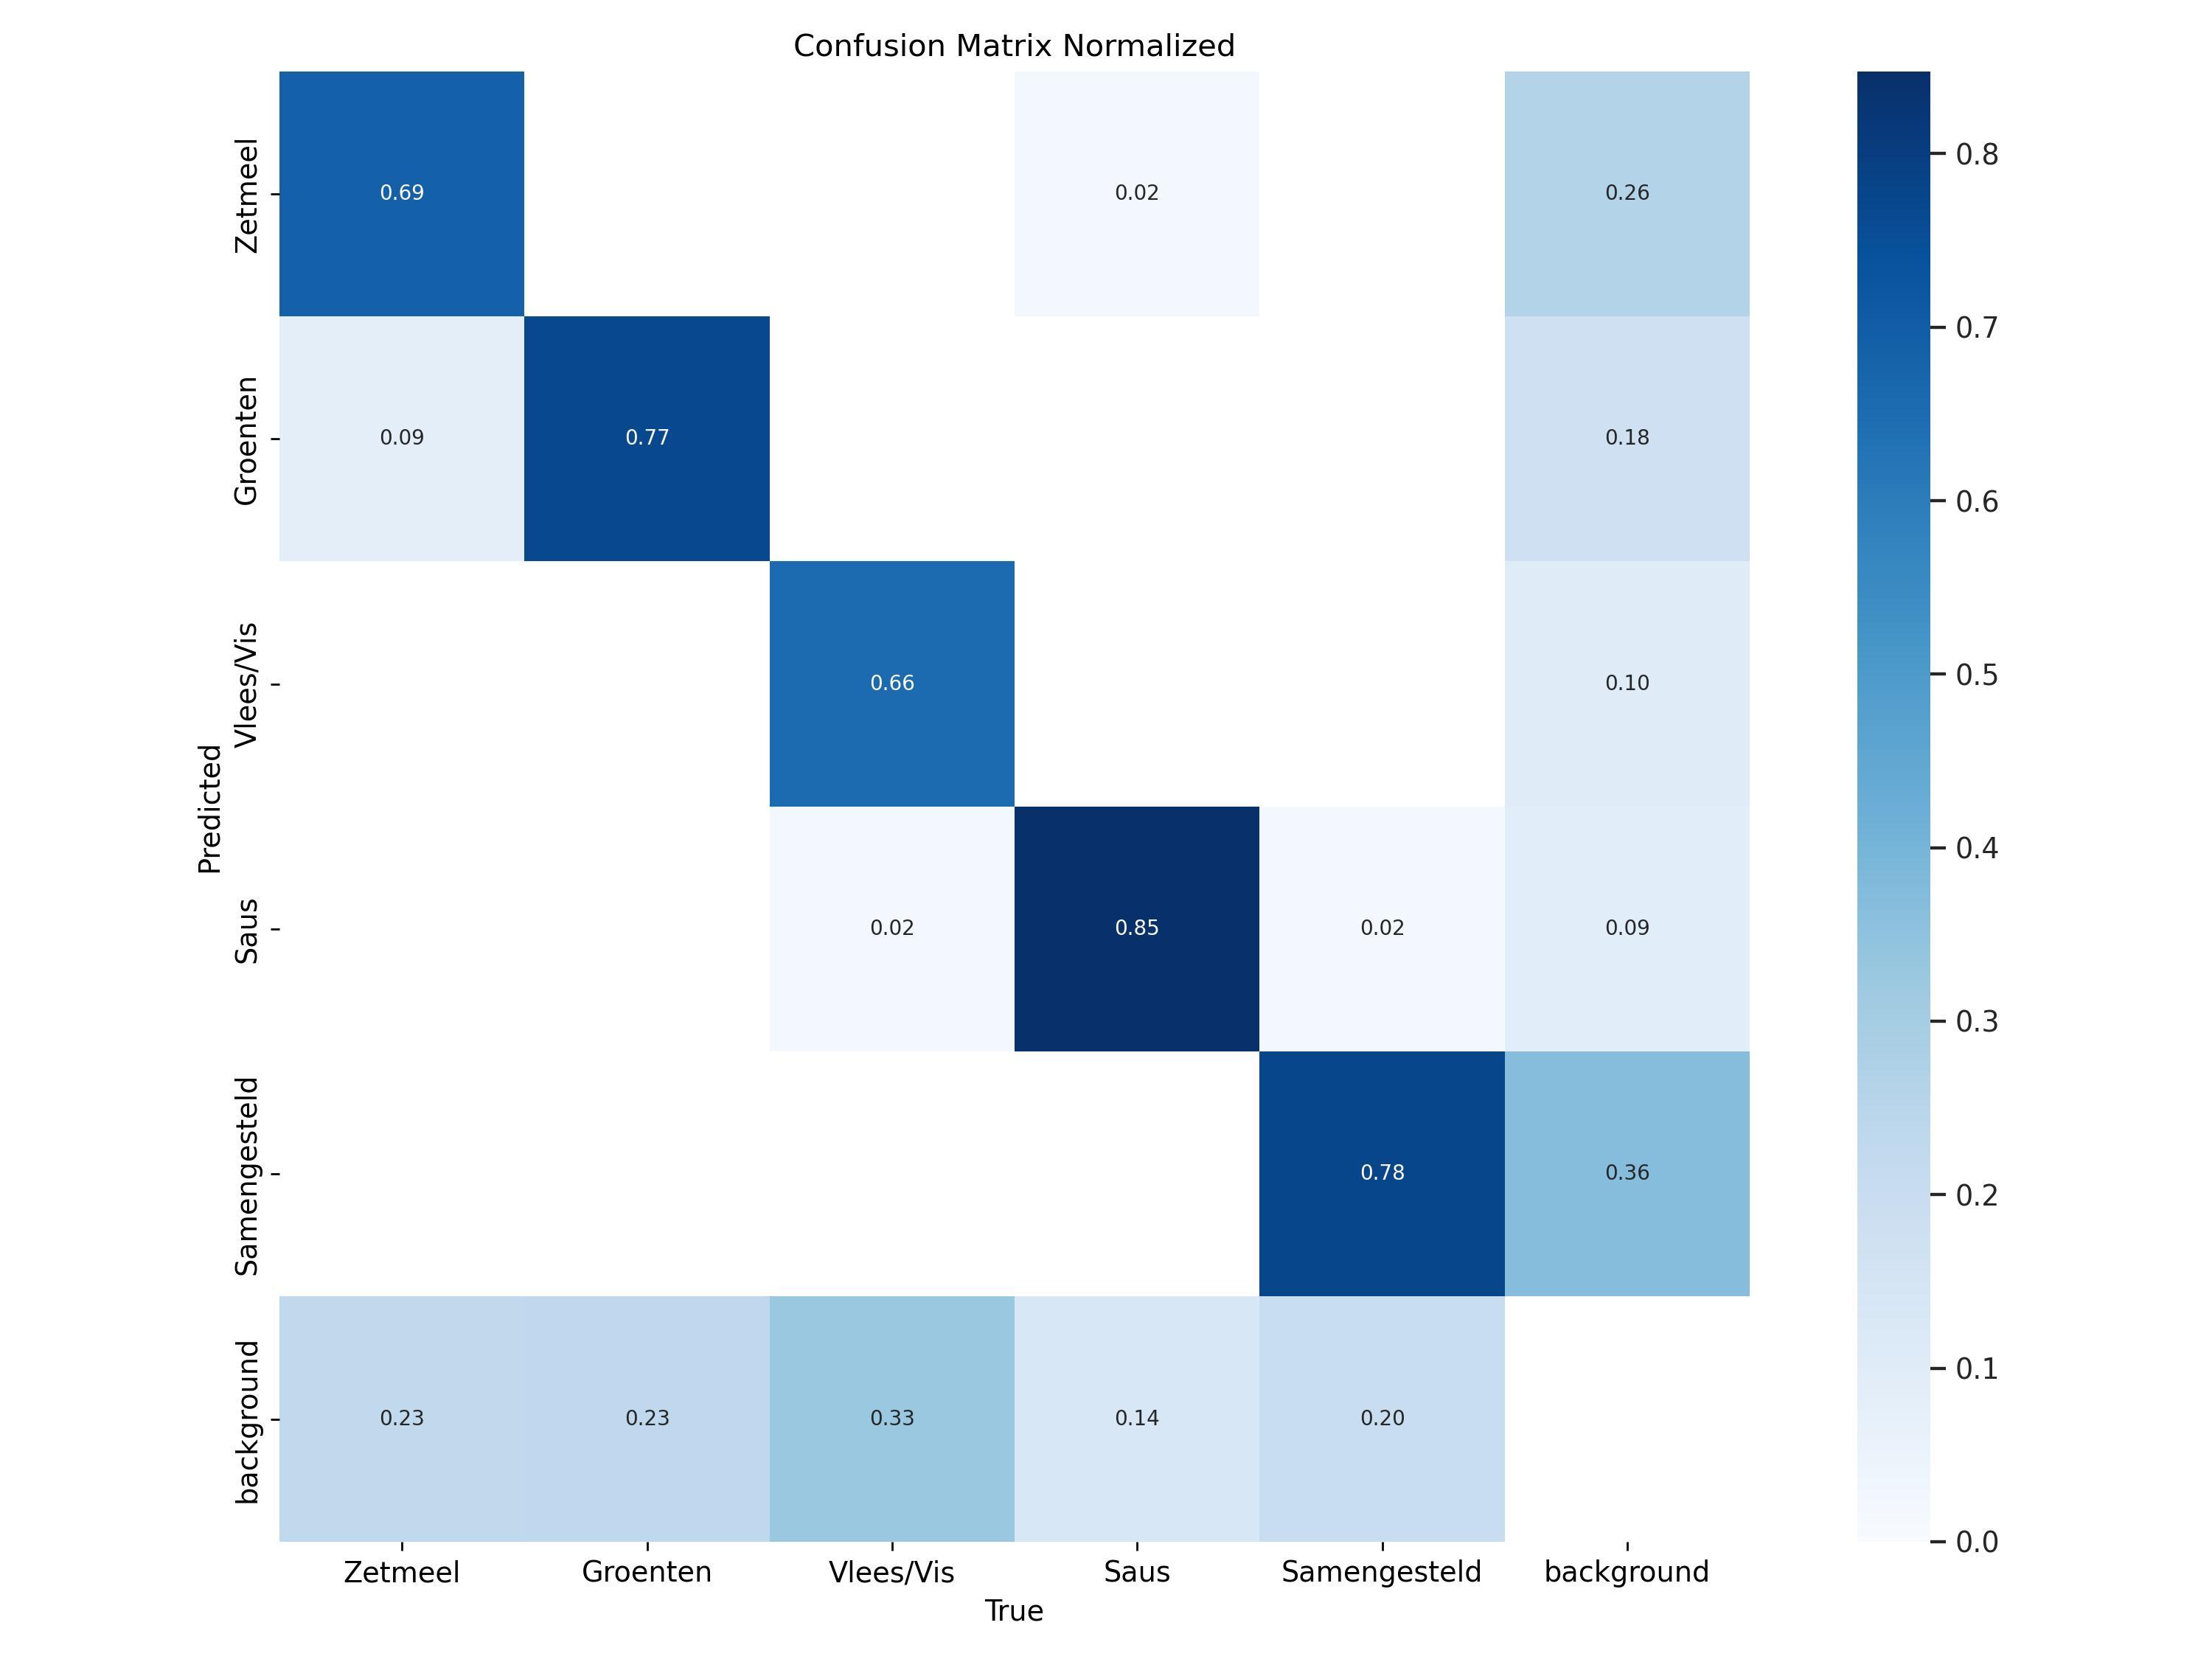 Confusion Matrix Normalized
Zetmeel 0.69 0.02 0.26
Groenten 0.09 0.77 0.18
Vlees/Vis 0.66 0.10
Saus 0.02 0.85 0.02 0.09
Samengesteld 0.78 0.36
background 0.23 0.23 0.33 0.14 0.20
Predicted
Zetmeel Groenten Vlees/Vis Saus Samengesteld background
True
0.8
0.7
0.6
0.5
0.4
0.3
0.2
0.1
0.0